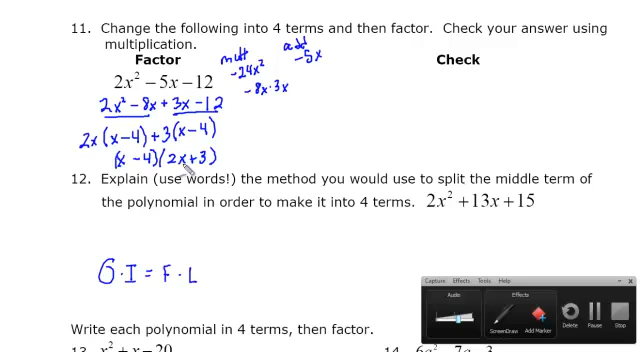 11. Change the following into 4 terms and then factor. Check your answer using
multiplication.
Factor
Check
mult add
-24x² -5x
-8x·3x
2x² − 5x − 12
2x² - 8x + 3x - 12
2x(x-4)+3(x-4)
(x-4)(2x+3)
12. Explain (use words!) the method you would use to split the middle term of
the polynomial in order to make it into 4 terms. 2x² + 13x + 15
O·I = F·L
Capture Effects Tools Help
Audio
Effects
ScreenDraw Add Marker
Delete Pause Stop
Write each polynomial in 4 terms, then factor.
13. x² + x − 20